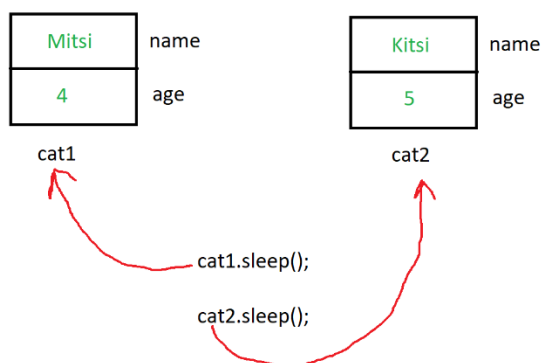 Mitsi name
4 age
cat1
Kitsi name
5 age
cat2
cat1.sleep();
cat2.sleep();